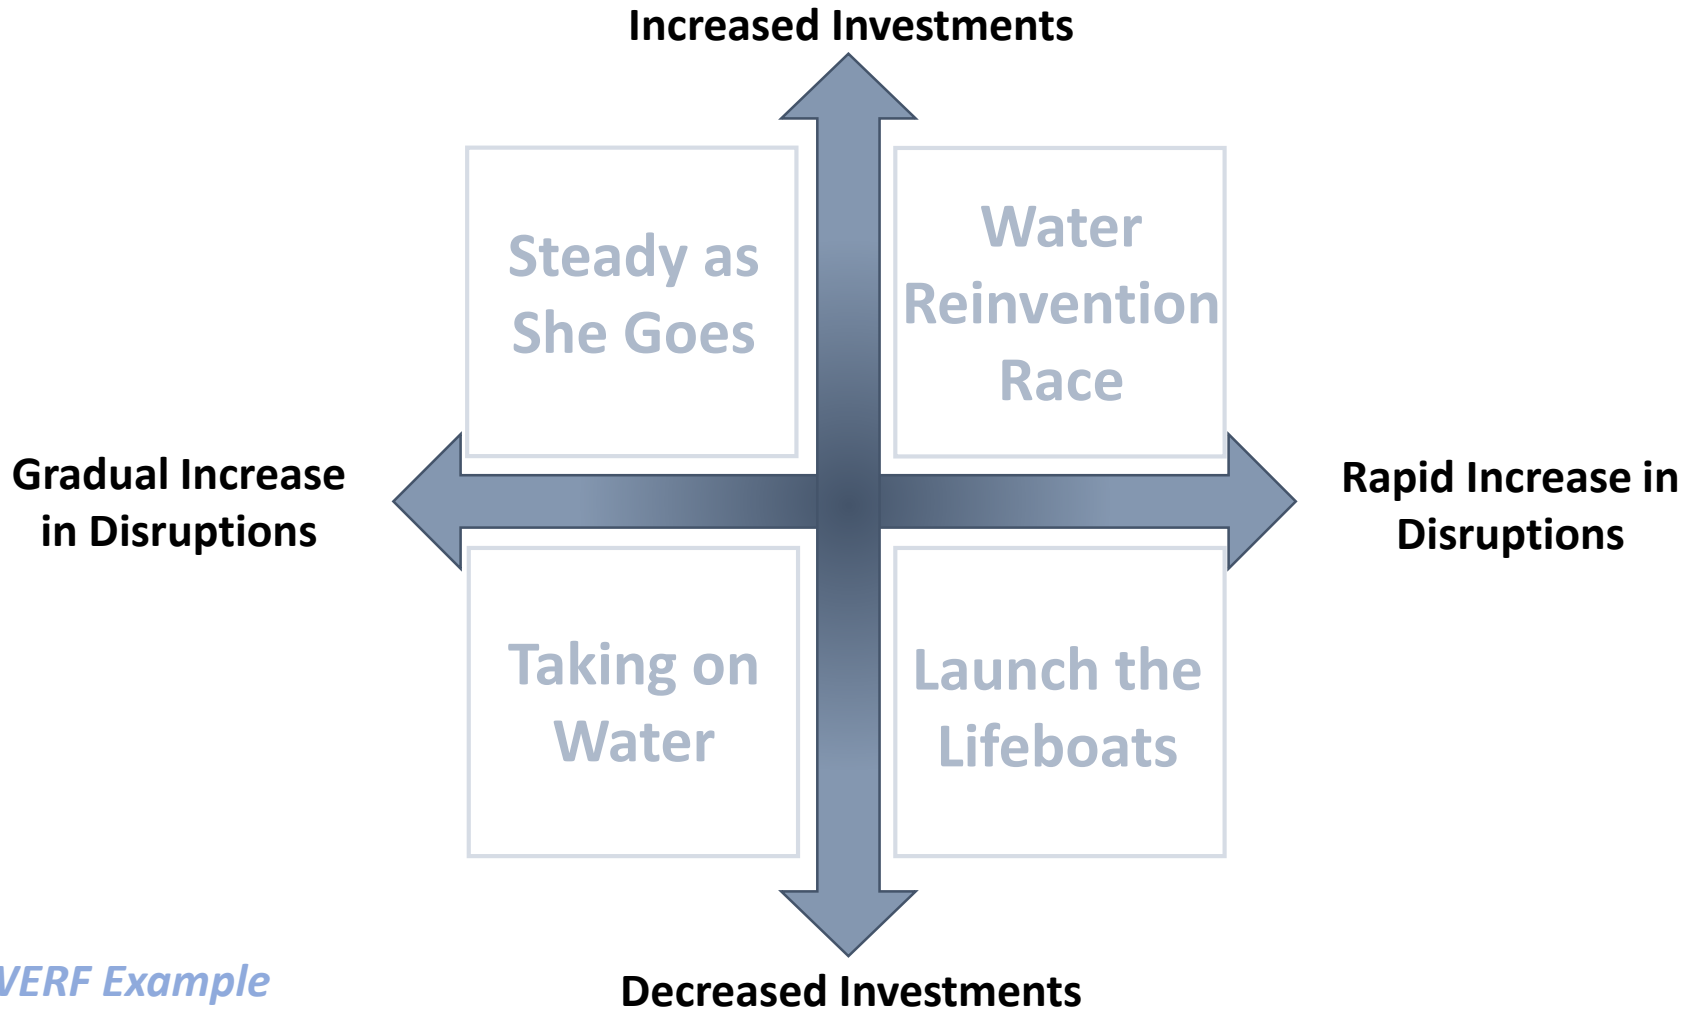 Increased Investments
Steady as
She Goes
Water
Reinvention
Race
Gradual Increase
in Disruptions
Rapid Increase in
Disruptions
Taking on
Water
Launch the
Lifeboats
Example
Decreased Investments